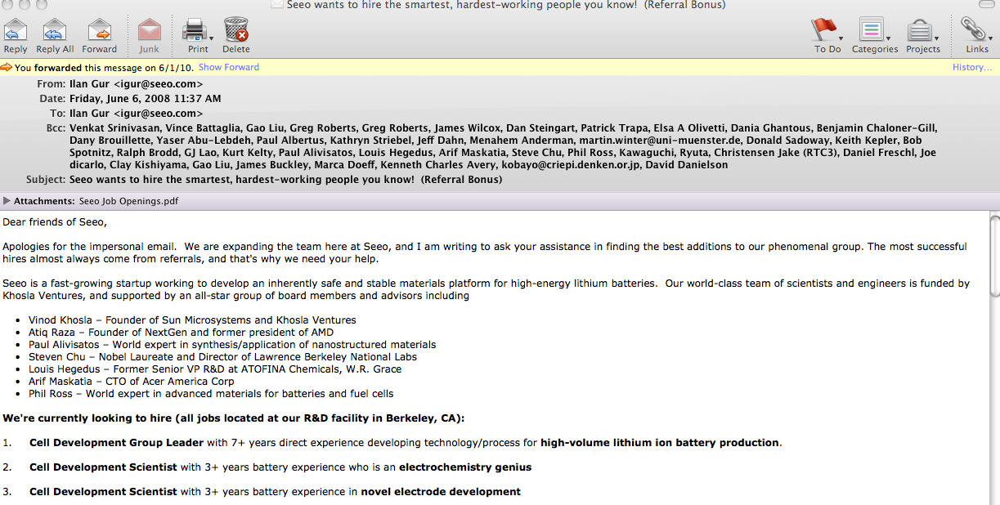 Seeo wants to hire the smartest, hardest-working people you know!  (Referral Bonus)
Reply Reply All Forward Junk Print Delete To Do Categories Projects Links
You forwarded this message on 6/1/10. Show Forward History...
From: Ilan Gur <igur@seeo.com>
Date: Friday, June 6, 2008 11:37 AM
To: Ilan Gur <igur@seeo.com>
Bcc: Venkat Srinivasan, Vince Battaglia, Gao Liu, Greg Roberts, Greg Roberts, James Wilcox, Dan Steingart, Patrick Trapa, Elsa A Olivetti, Dania Ghantous, Benjamin Chaloner-Gill,
Dany Brouillette, Yaser Abu-Lebdeh, Paul Albertus, Kathryn Striebel, Jeff Dahn, Menahem Anderman, martin.winter@uni-muenster.de, Donald Sadoway, Keith Kepler, Bob
Spotnitz, Ralph Brodd, GJ Lao, Kurt Kelty, Paul Alivisatos, Louis Hegedus, Arif Maskatia, Steve Chu, Phil Ross, Kawaguchi, Ryuta, Christensen Jake (RTC3), Daniel Freschl, Joe
dicarlo, Clay Kishiyama, Gao Liu, James Buckley, Marca Doeff, Kenneth Charles Avery, kobayo@criepi.denken.or.jp, David Danielson
Subject: Seeo wants to hire the smartest, hardest-working people you know!  (Referral Bonus)
Attachments: Seeo Job Openings.pdf
Dear friends of Seeo,
Apologies for the impersonal email.  We are expanding the team here at Seeo, and I am writing to ask your assistance in finding the best additions to our phenomenal group. The most successful
hires almost always come from referrals, and that's why we need your help.
Seeo is a fast-growing startup working to develop an inherently safe and stable materials platform for high-energy lithium batteries.  Our world-class team of scientists and engineers is funded by
Khosla Ventures, and supported by an all-star group of board members and advisors including
• Vinod Khosla – Founder of Sun Microsystems and Khosla Ventures
• Atiq Raza – Founder of NextGen and former president of AMD
• Paul Alivisatos – World expert in synthesis/application of nanostructured materials
• Steven Chu – Nobel Laureate and Director of Lawrence Berkeley National Labs
• Louis Hegedus – Former Senior VP R&D at ATOFINA Chemicals, W.R. Grace
• Arif Maskatia – CTO of Acer America Corp
• Phil Ross – World expert in advanced materials for batteries and fuel cells
We're currently looking to hire (all jobs located at our R&D facility in Berkeley, CA):
1. Cell Development Group Leader with 7+ years direct experience developing technology/process for high-volume lithium ion battery production.
2. Cell Development Scientist with 3+ years battery experience who is an electrochemistry genius
3. Cell Development Scientist with 3+ years battery experience in novel electrode development